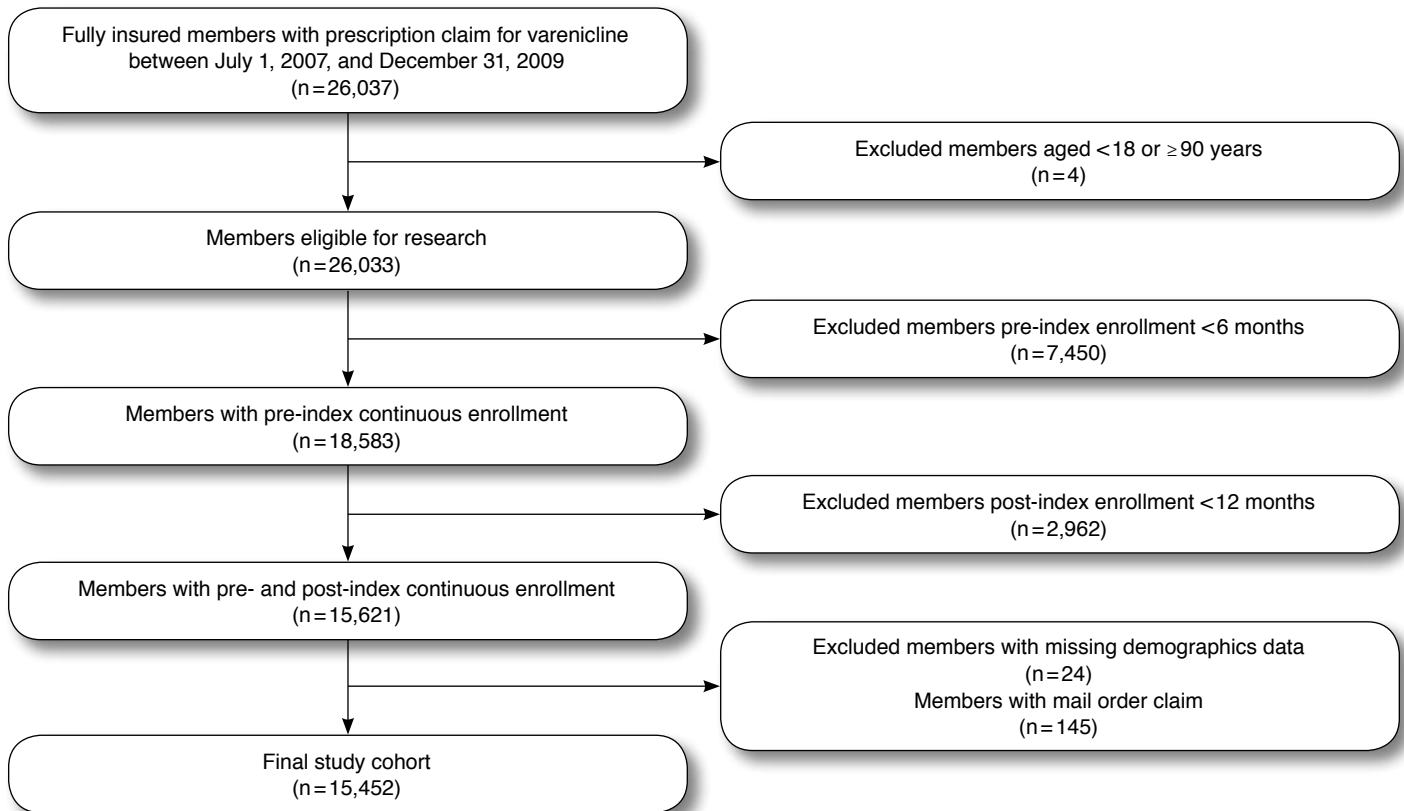 Fully insured members with prescription claim for varenicline
between July 1, 2007, and December 31, 2009
(n=26,037)
Excluded members aged <18 or ≥90 years
(n=4)
Members eligible for research
(n=26,033)
Excluded members pre-index enrollment <6 months
(n=7,450)
Members with pre-index continuous enrollment
(n=18,583)
Excluded members post-index enrollment <12 months
(n=2,962)
Members with pre- and post-index continuous enrollment
(n=15,621)
Excluded members with missing demographics data
(n=24)
Members with mail order claim
(n=145)
Final study cohort
(n=15,452)